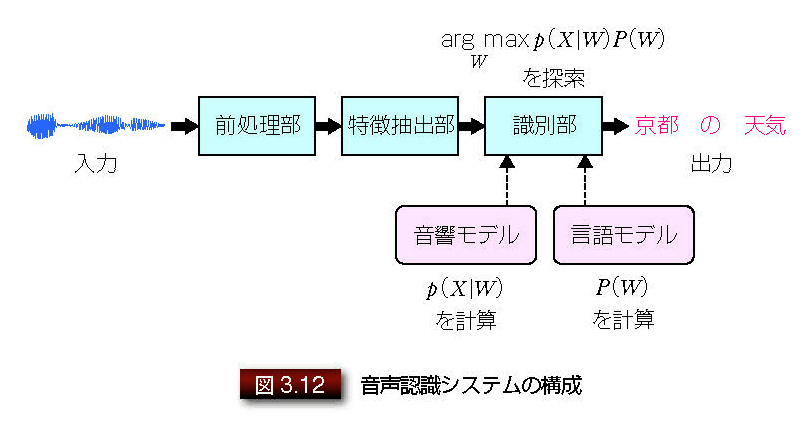 arg max p(X|W)P(W)
W
を探索
前処理部
特徴抽出部
識別部
京都 の 天気
入力
出力
音響モデル
言語モデル
p(X|W)
P(W)
を計算
を計算
図 3.12 音声認識システムの構成